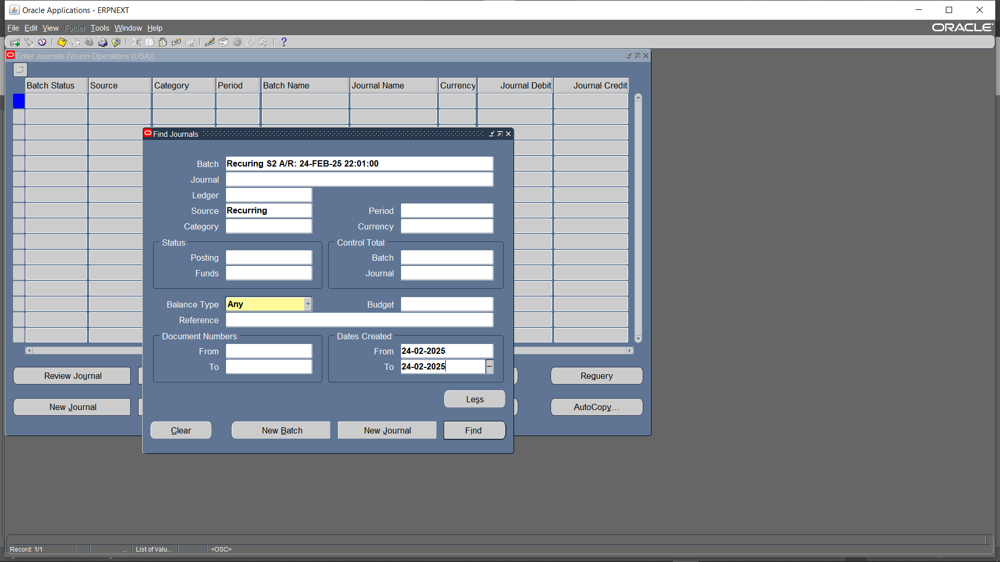 Oracle Applications - ERPNEXT
File Edit View Folder Tools Window Help
ORACLE
Enter Journals (Vision Operations (USA))
Batch Status Source Category Period Batch Name Journal Name Currency Journal Debit Journal Credit
Find Journals
Batch Recuring S2 A/R: 24-FEB-25 22:01:00
Journal
Ledger
Source Recurring Period
Category Currency
Status Control Total
Posting Batch
Funds Journal
Balance Type Any Budget
Reference
Document Numbers Dates Created
From From 24-02-2025
To To 24-02-2025 ...
Review Journal Requery
Less
New Journal AutoCopy...
Clear New Batch New Journal Find
Record: 1/1 ... List of Valu... <OSC>